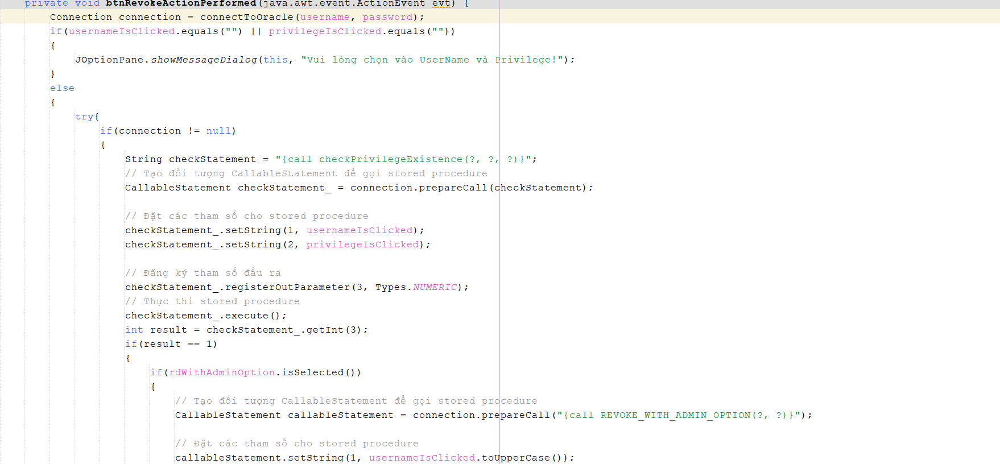 private void btnRevokeActionPerformed(java.awt.event.ActionEvent evt) {
Connection connection = connectToOracle(username, password);
if(usernameIsClicked.equals("") || privilegeIsClicked.equals(""))
{
JOptionPane.showMessageDialog(this, "Vui lòng chọn vào UserName và Privilege!");
}
else
{
try{
if(connection != null)
{
String checkStatement = "{call checkPrivilegeExistence(?, ?, ?)}";
// Tạo đối tượng CallableStatement để gọi stored procedure
CallableStatement checkStatement_ = connection.prepareCall(checkStatement);
// Đặt các tham số cho stored procedure
checkStatement_.setString(1, usernameIsClicked);
checkStatement_.setString(2, privilegeIsClicked);
// Đăng ký tham số đầu ra
checkStatement_.registerOutParameter(3, Types.NUMERIC);
// Thực thi stored procedure
checkStatement_.execute();
int result = checkStatement_.getInt(3);
if(result == 1)
{
if(rdWithAdminOption.isSelected())
{
// Tạo đối tượng CallableStatement để gọi stored procedure
CallableStatement callableStatement = connection.prepareCall("{call REVOKE_WITH_ADMIN_OPTION(?, ?)}");
// Đặt các tham số cho stored procedure
callableStatement.setString(1, usernameIsClicked.toUpperCase());